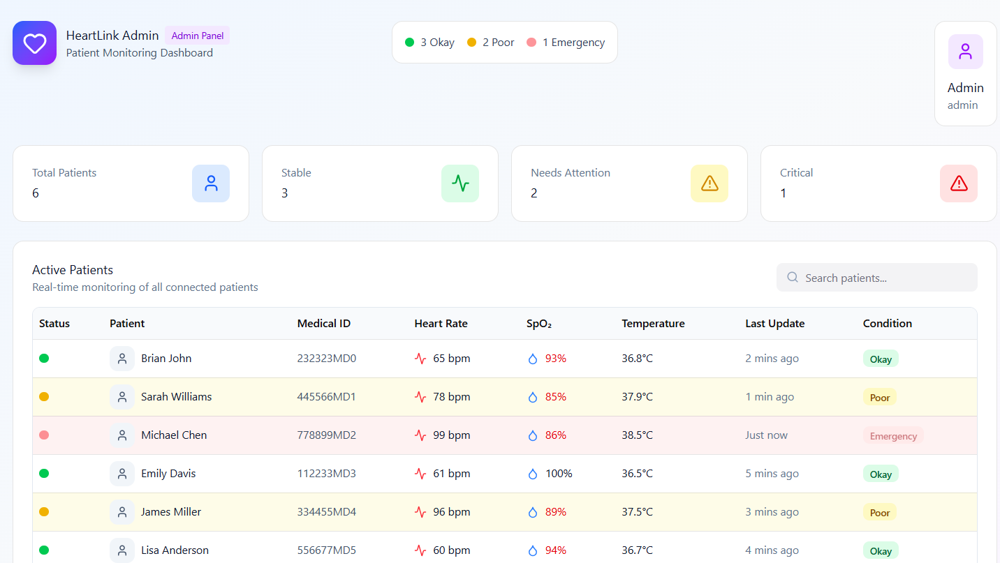 HeartLink Admin Admin Panel
Patient Monitoring Dashboard
3 Okay 2 Poor 1 Emergency
Admin
admin
Total Patients
6
Stable
3
Needs Attention
2
Critical
1
Active Patients
Real-time monitoring of all connected patients
Search patients...
Status Patient Medical ID Heart Rate SpO₂ Temperature Last Update Condition
Brian John 232323MD0 65 bpm 93% 36.8°C 2 mins ago Okay
Sarah Williams 445566MD1 78 bpm 85% 37.9°C 1 min ago Poor
Michael Chen 778899MD2 99 bpm 86% 38.5°C Just now Emergency
Emily Davis 112233MD3 61 bpm 100% 36.5°C 5 mins ago Okay
James Miller 334455MD4 96 bpm 89% 37.5°C 3 mins ago Poor
Lisa Anderson 556677MD5 60 bpm 94% 36.7°C 4 mins ago Okay